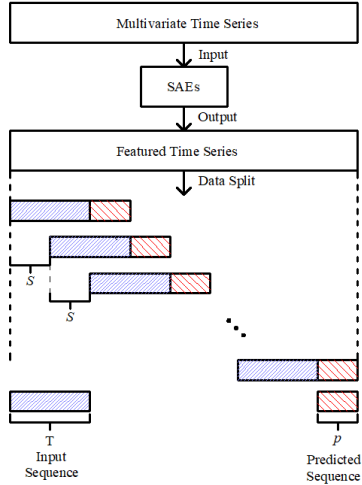 Multivariate Time Series
Input
SAEs
Output
Featured Time Series
Data Split
S
S
T
Input
Sequence
p
Predicted
Sequence